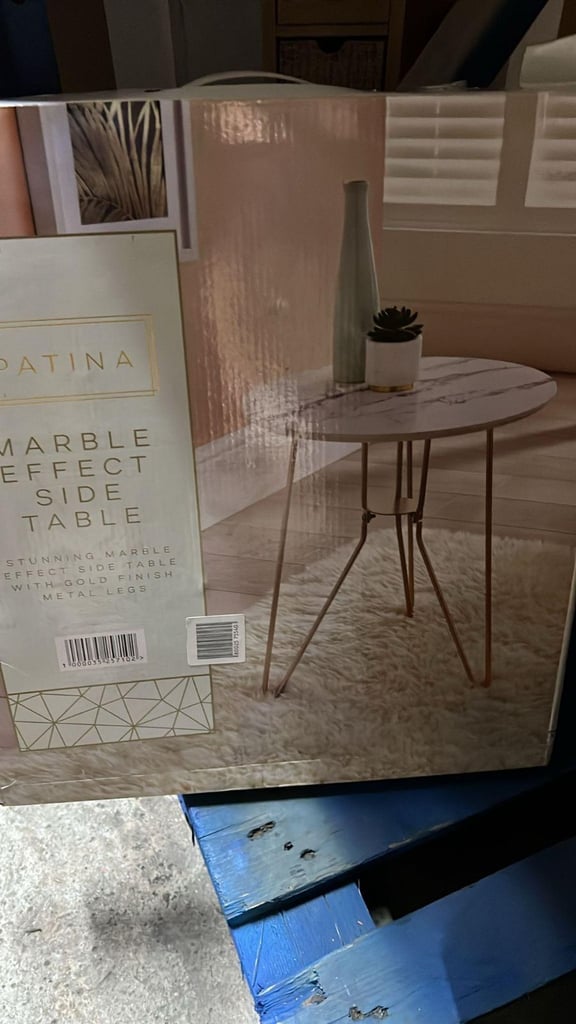 PATINA
MARBLE
EFFECT
SIDE
TABLE
STUNNING MARBLE
EFFECT SIDE TABLE
WITH GOLD FINISH
METAL LEGS